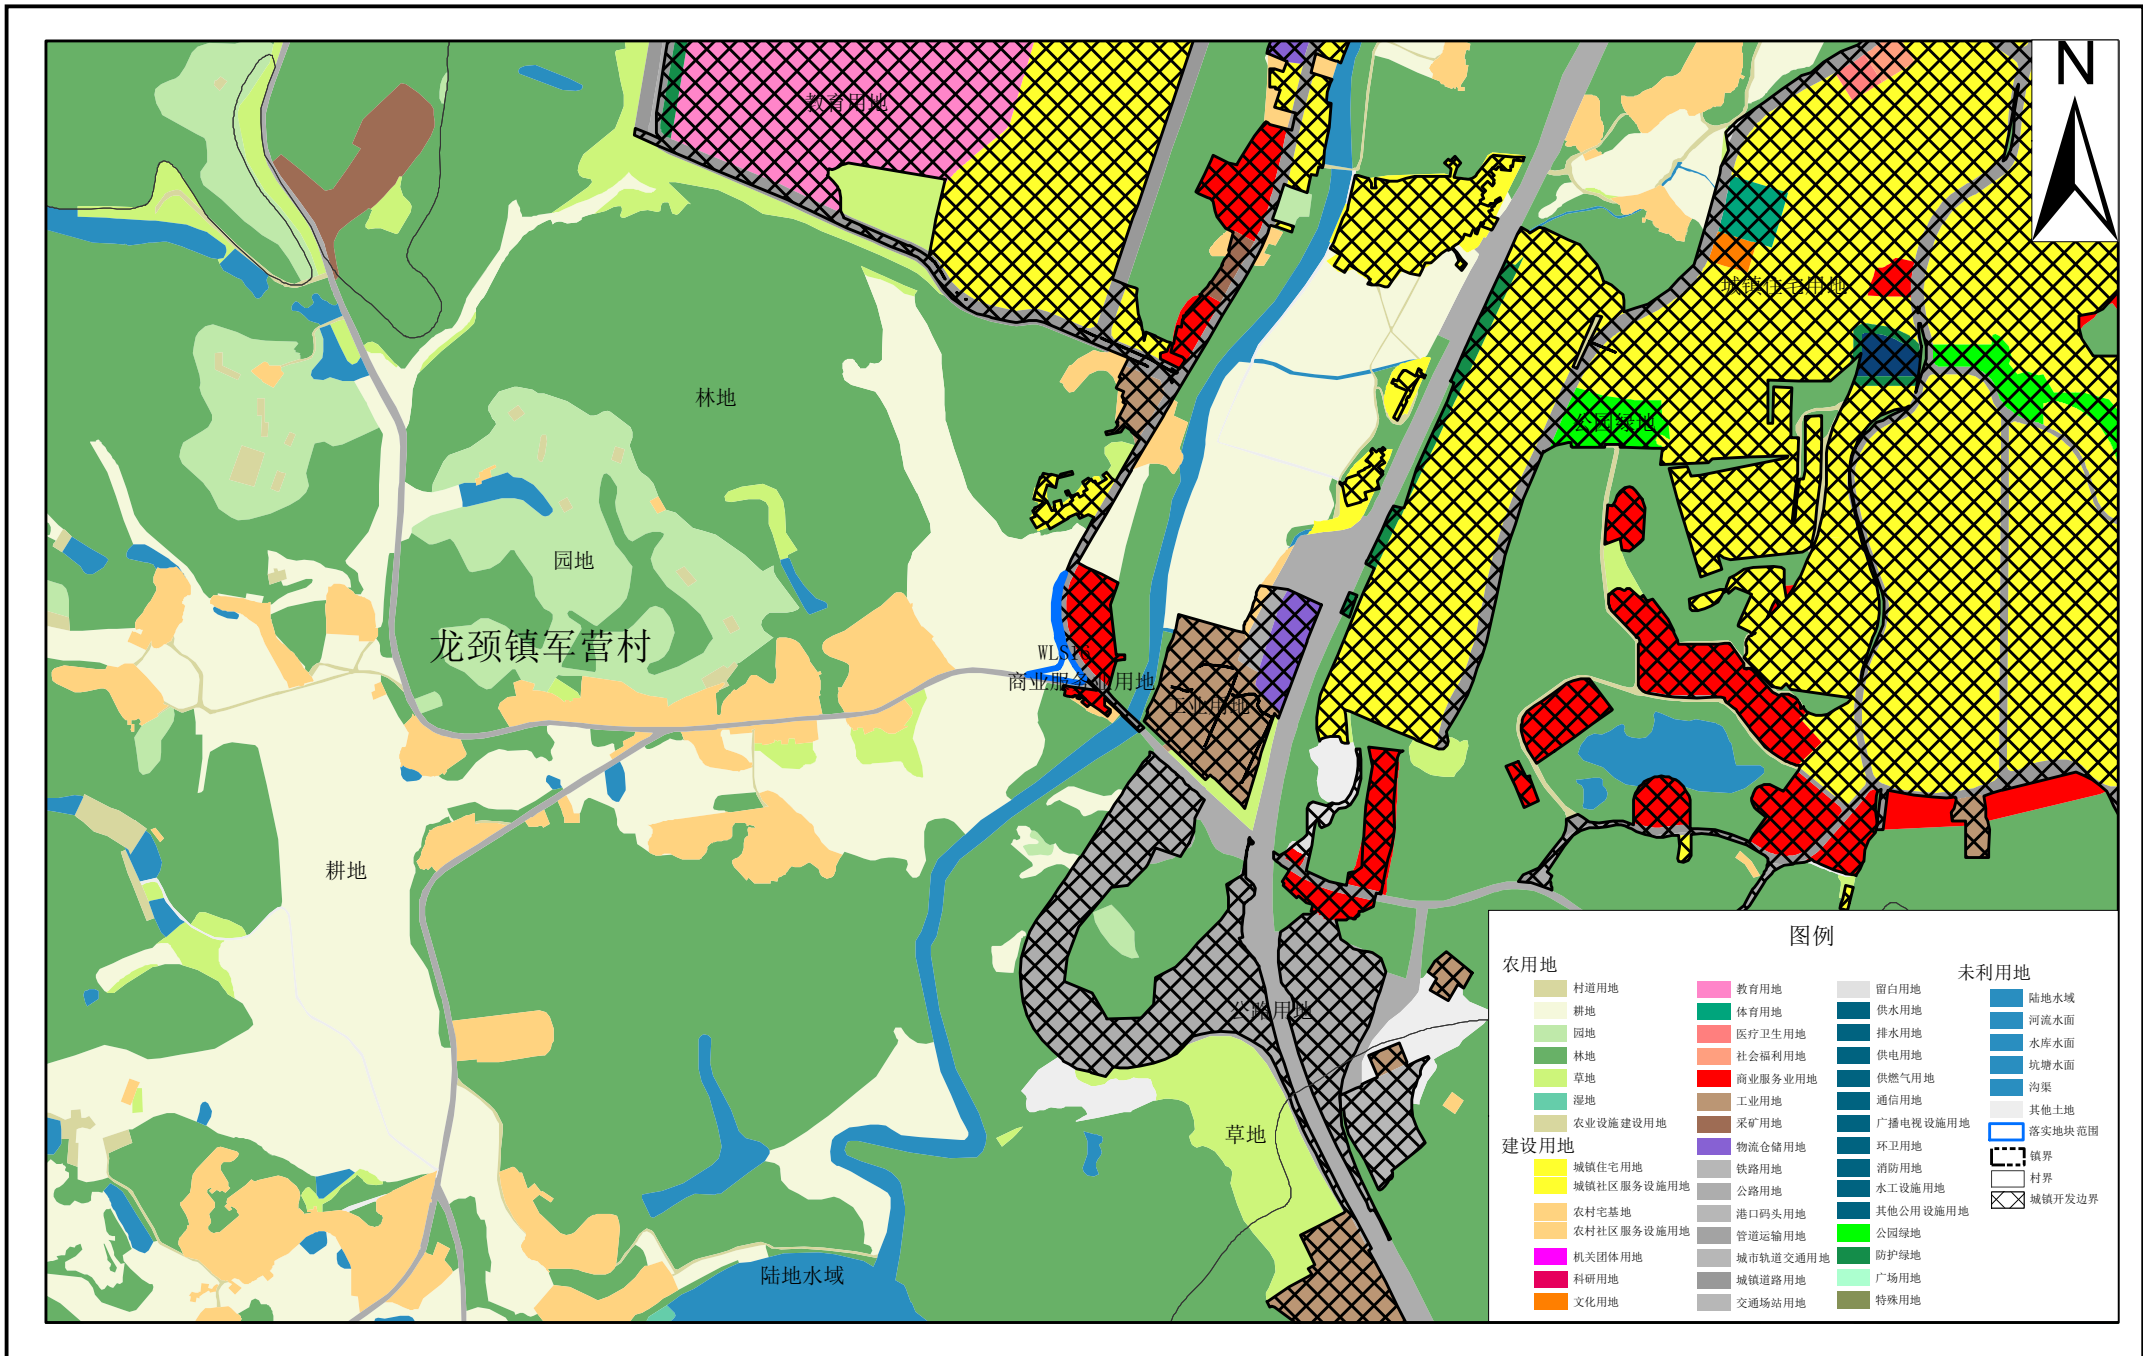 N
教育用地
城镇住宅用地
林地
公园绿地
园地
龙颈镇军营村
WLS16
商业服务业用地
工业用地
耕地
公路用地
草地
陆地水域
图例
农用地
村道用地
耕地
园地
林地
草地
湿地
农业设施建设用地
建设用地
城镇住宅用地
城镇社区服务设施用地
农村宅基地
农村社区服务设施用地
机关团体用地
科研用地
文化用地
教育用地
体育用地
医疗卫生用地
社会福利用地
商业服务业用地
工业用地
采矿用地
物流仓储用地
铁路用地
公路用地
港口码头用地
管道运输用地
城市轨道交通用地
城镇道路用地
交通场站用地
留白用地
供水用地
排水用地
供电用地
供燃气用地
通信用地
广播电视设施用地
环卫用地
消防用地
水工设施用地
其他公用设施用地
公园绿地
防护绿地
广场用地
特殊用地
未利用地
陆地水域
河流水面
水库水面
坑塘水面
沟渠
其他土地
落实地块范围
镇界
村界
城镇开发边界